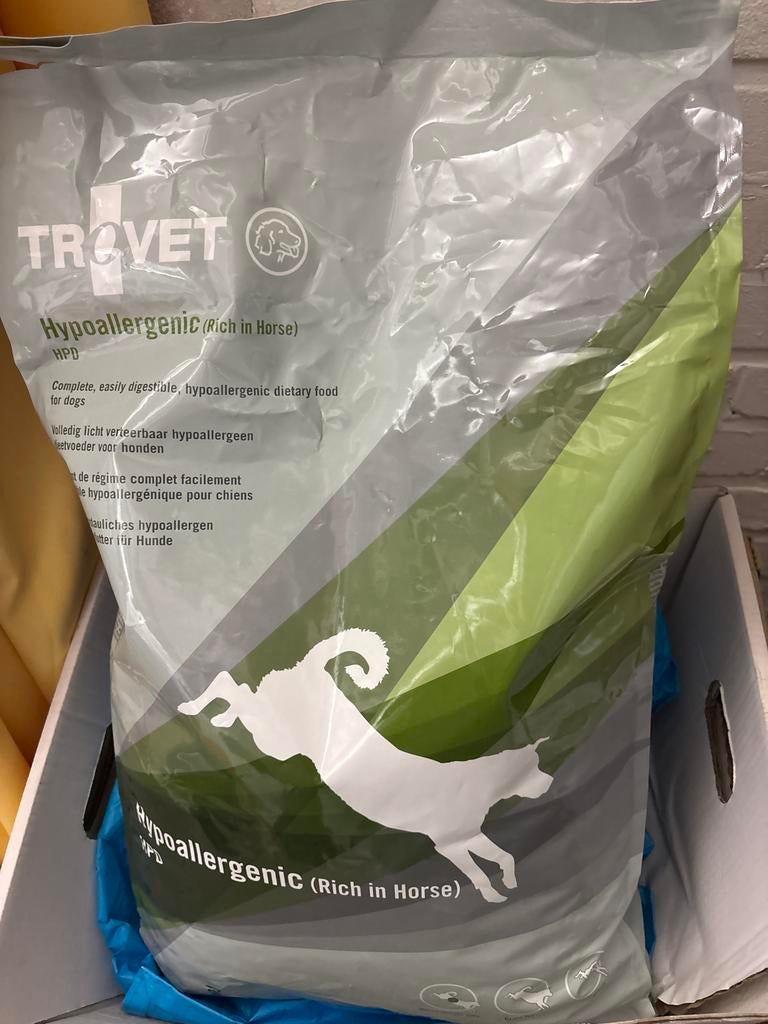 TROVET
Hypoallergenic (Rich in Horse)
HPD
Complete, easily digestible, hypoallergenic dietary food
for dogs
Volledig licht verteerbaar hypoallergeen
dieetvoeder voor honden
de régime complet facilement
hypoallergénique pour chiens
hypoallergen
für Hunde
Hypoallergenic (Rich in Horse)
HPD